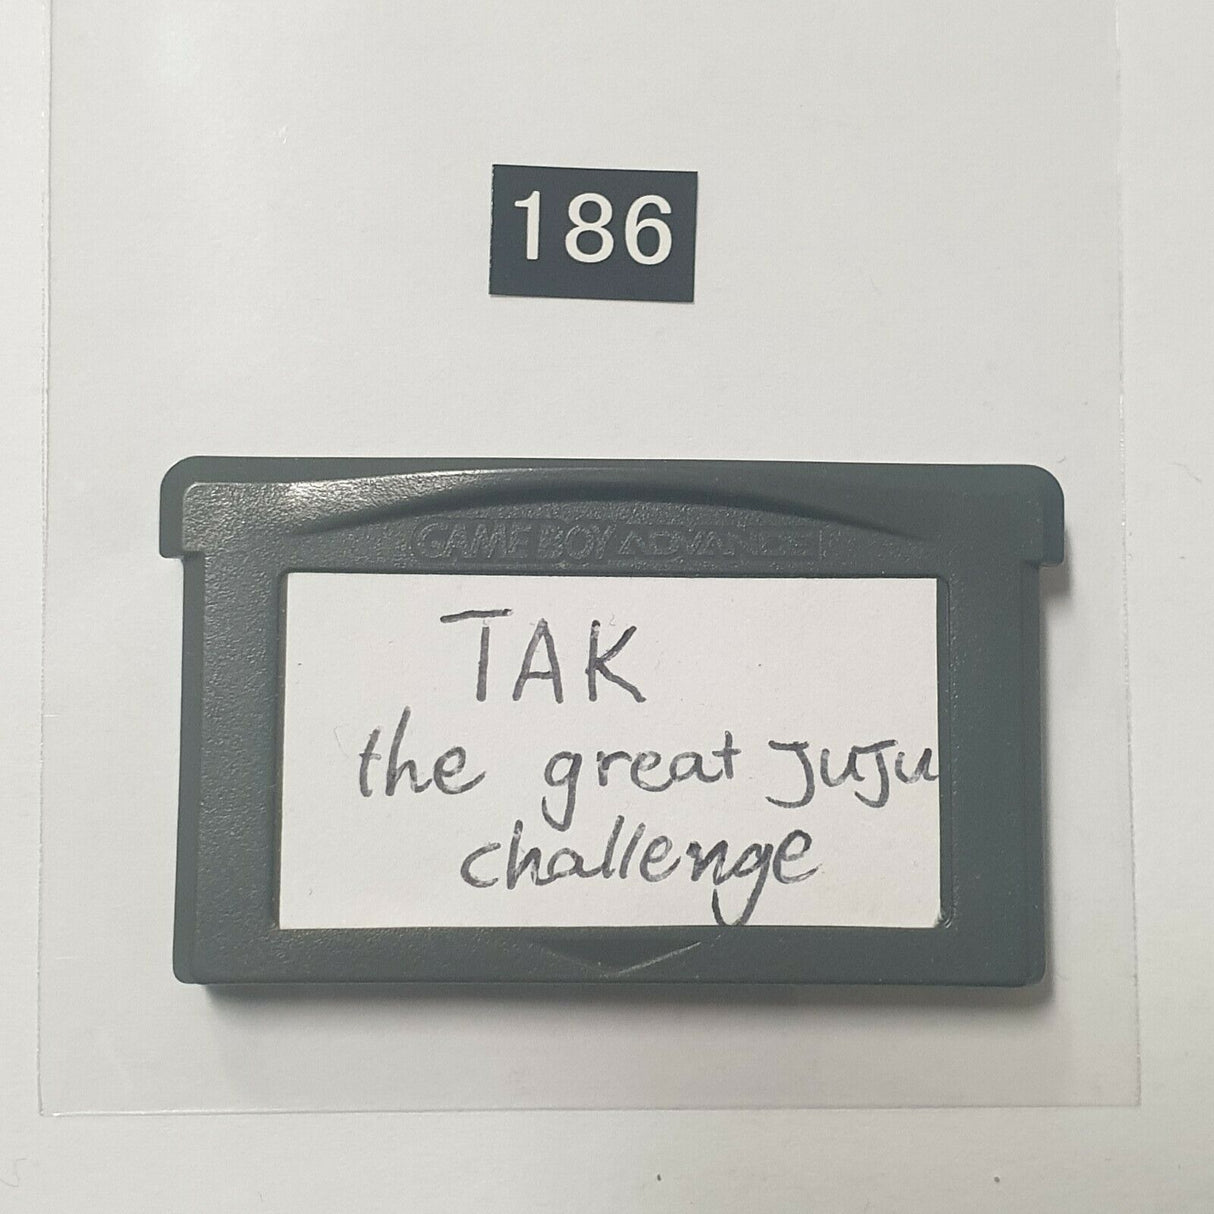 186
GAME BOY ADVANCE
TAK
the great JuJu
challenge